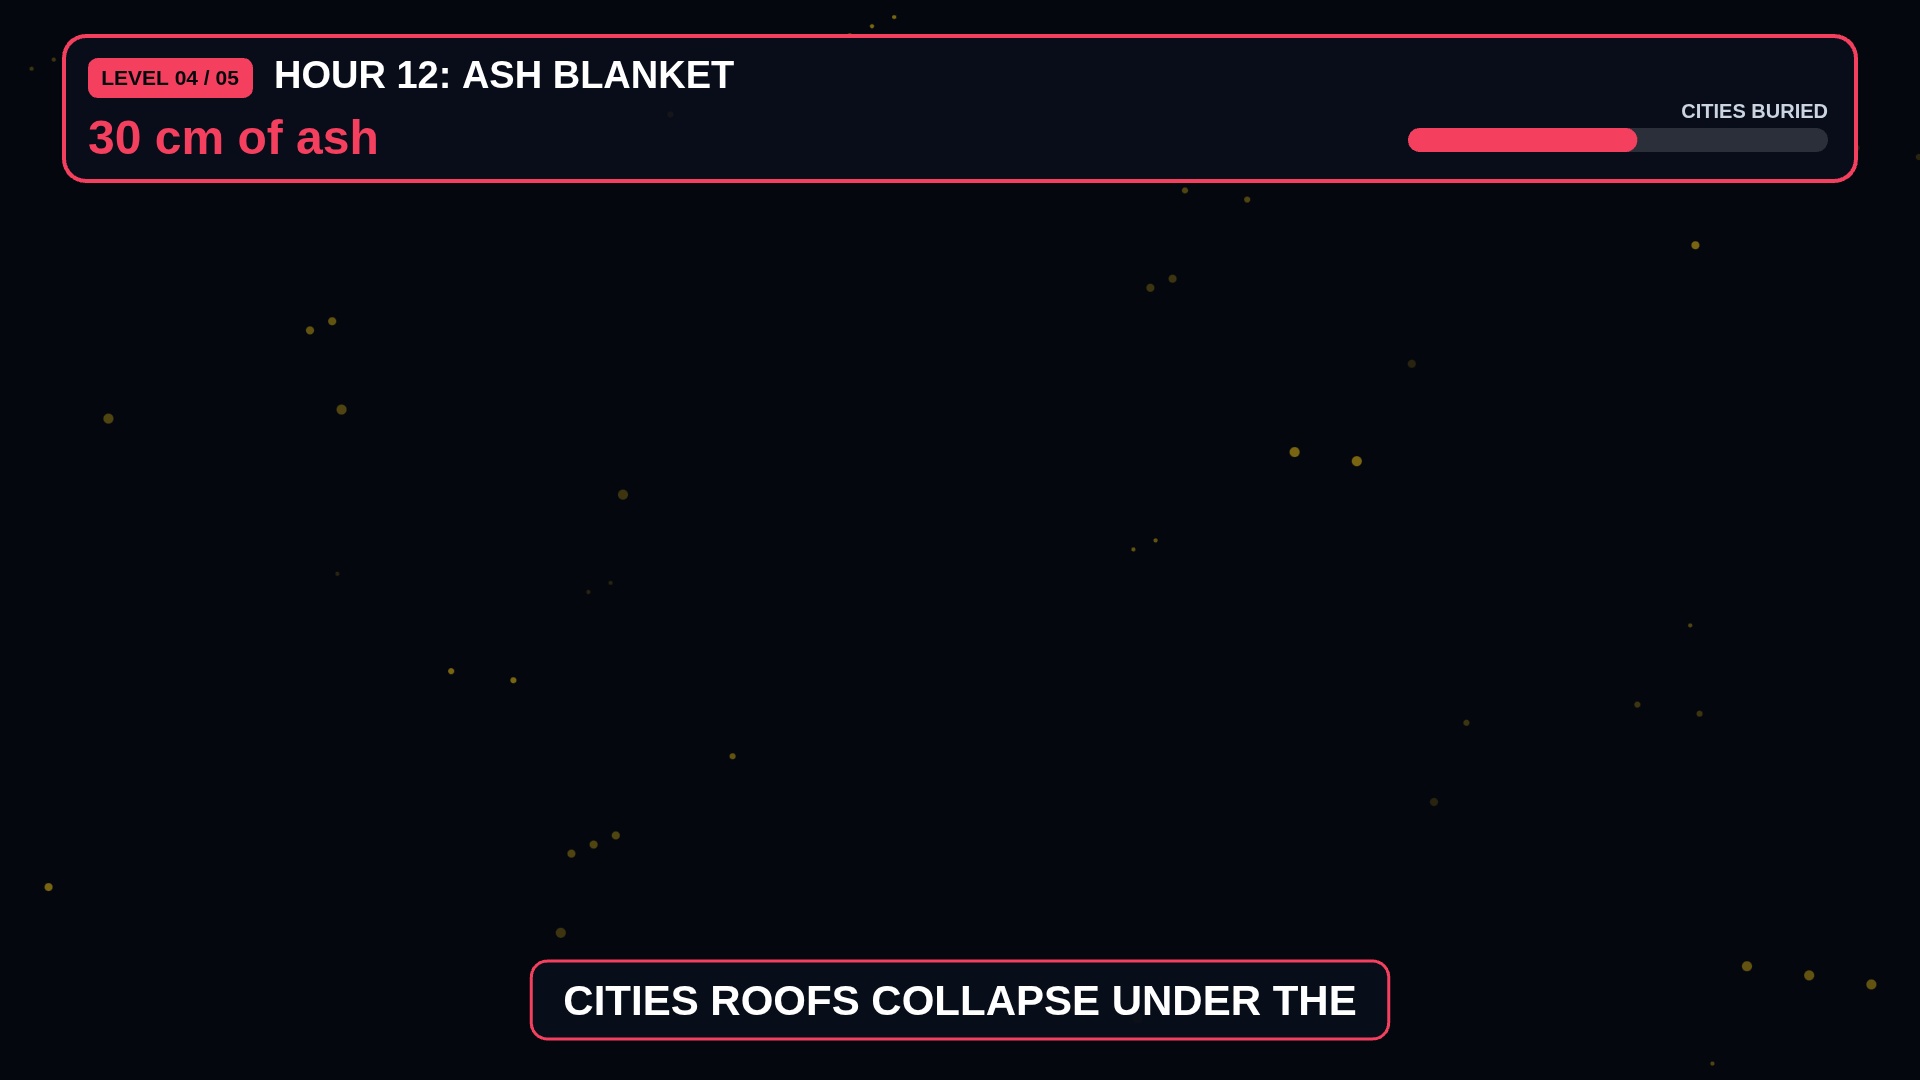 LEVEL 04 / 05 HOUR 12: ASH BLANKET
30 cm of ash
CITIES BURIED
CITIES ROOFS COLLAPSE UNDER THE